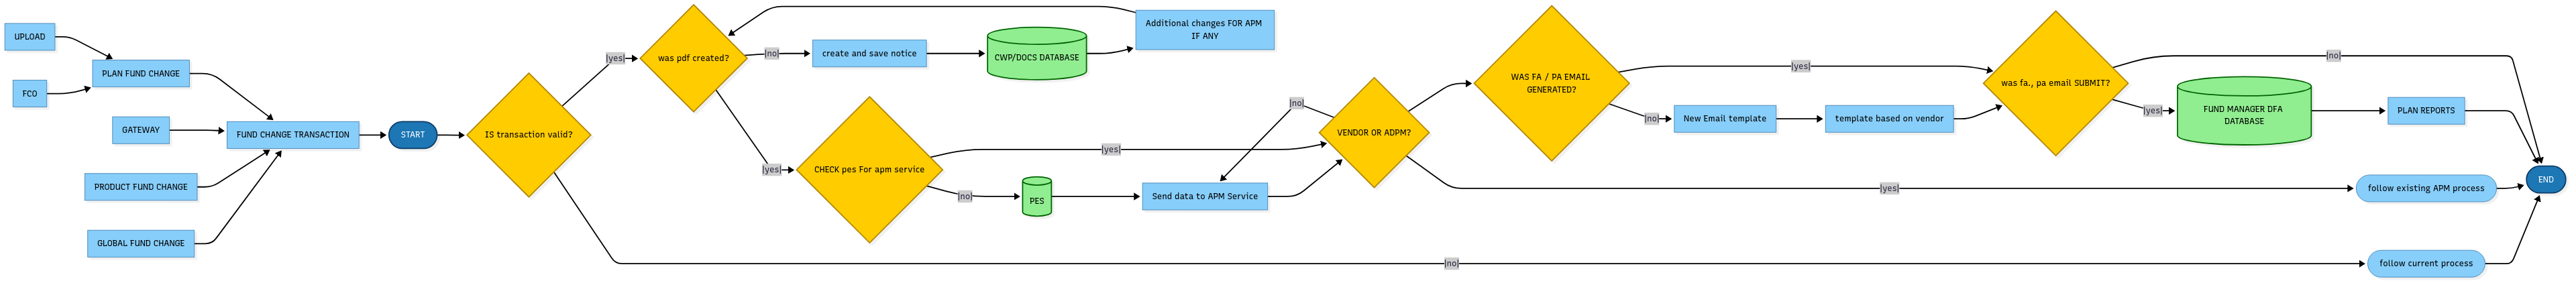 UPLOAD
FCO
PLAN FUND CHANGE
GATEWAY
PRODUCT FUND CHANGE
GLOBAL FUND CHANGE
FUND CHANGE TRANSACTION
START
IS transaction valid?
|yes|
|no|
was pdf created?
|no|
create and save notice
CWP/DOCS DATABASE
Additional changes FOR APM
IF ANY
|yes|
CHECK pes For apm service
|yes|
|no|
PES
Send data to APM Service
|no|
VENDOR OR ADPM?
|yes|
WAS FA / PA EMAIL
GENERATED?
|yes|
|no|
New Email template
template based on vendor
was fa., pa email SUBMIT?
|no|
|yes|
FUND MANAGER DFA
DATABASE
PLAN REPORTS
follow existing APM process
follow current process
END